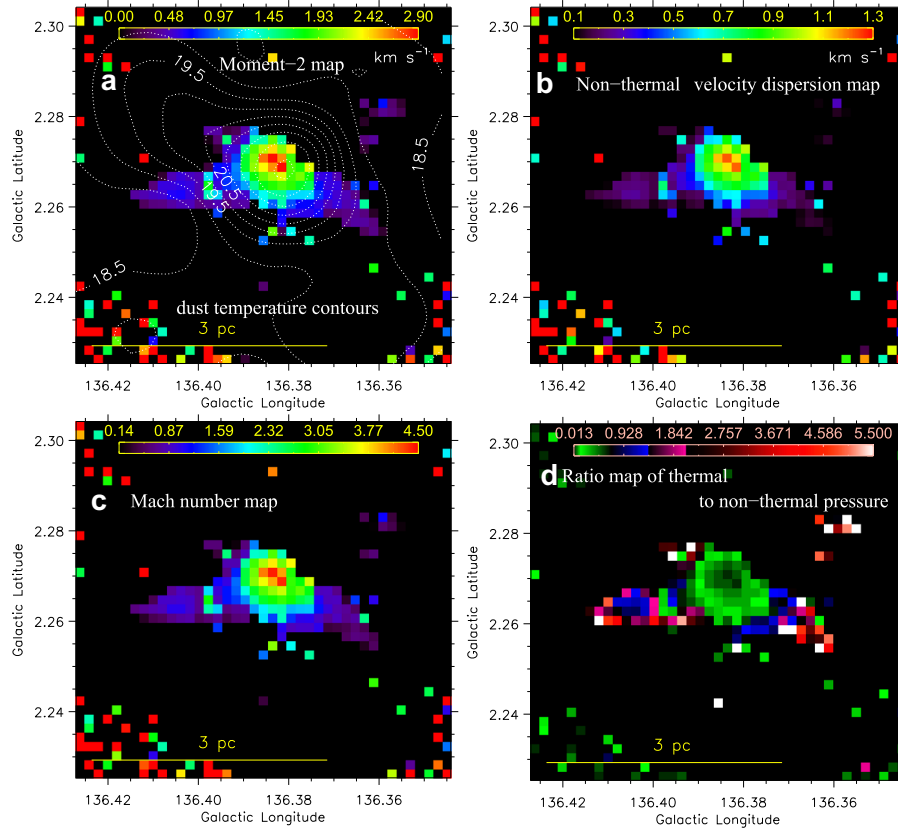 0.00 0.48 0.97 1.45 1.93 2.42 2.90
km s⁻¹
a
Moment−2 map
19.5
18.5
20.5
19.5
18.5
dust temperature contours
3 pc
2.30
2.28
2.26
2.24
Galactic Latitude
136.42 136.40 136.38 136.36
Galactic Longitude
0.1 0.3 0.5 0.7 0.9 1.1 1.3
km s⁻¹
b
Non−thermal velocity dispersion map
3 pc
2.30
2.28
2.26
2.24
Galactic Latitude
136.42 136.40 136.38 136.36
Galactic Longitude
0.14 0.87 1.59 2.32 3.05 3.77 4.50
c
Mach number map
3 pc
2.30
2.28
2.26
2.24
Galactic Latitude
136.42 136.40 136.38 136.36
Galactic Longitude
0.013 0.928 1.842 2.757 3.671 4.586 5.500
d
Ratio map of thermal
to non−thermal pressure
3 pc
2.30
2.28
2.26
2.24
Galactic Latitude
136.42 136.40 136.38 136.36
Galactic Longitude